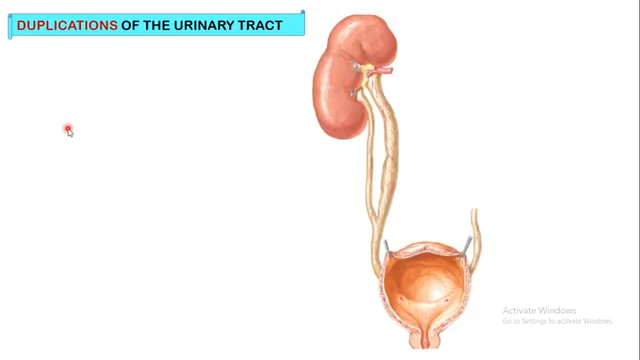 DUPLICATIONS OF THE URINARY TRACT
Activate Windows
Go to Settings to activate Windows.